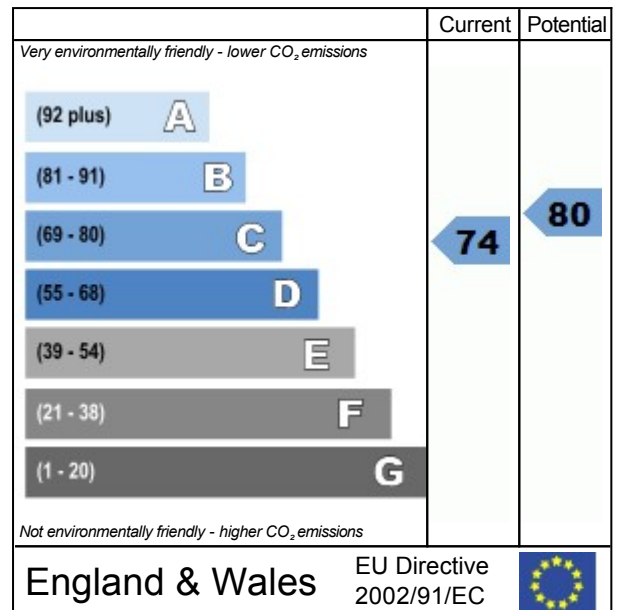 Current Potential
Very environmentally friendly - lower CO₂ emissions
(92 plus) A
(81 - 91) B
(69 - 80) C
(55 - 68) D
(39 - 54) E
(21 - 38) F
(1 - 20) G
74
80
Not environmentally friendly - higher CO₂ emissions
England & Wales
EU Directive
2002/91/EC